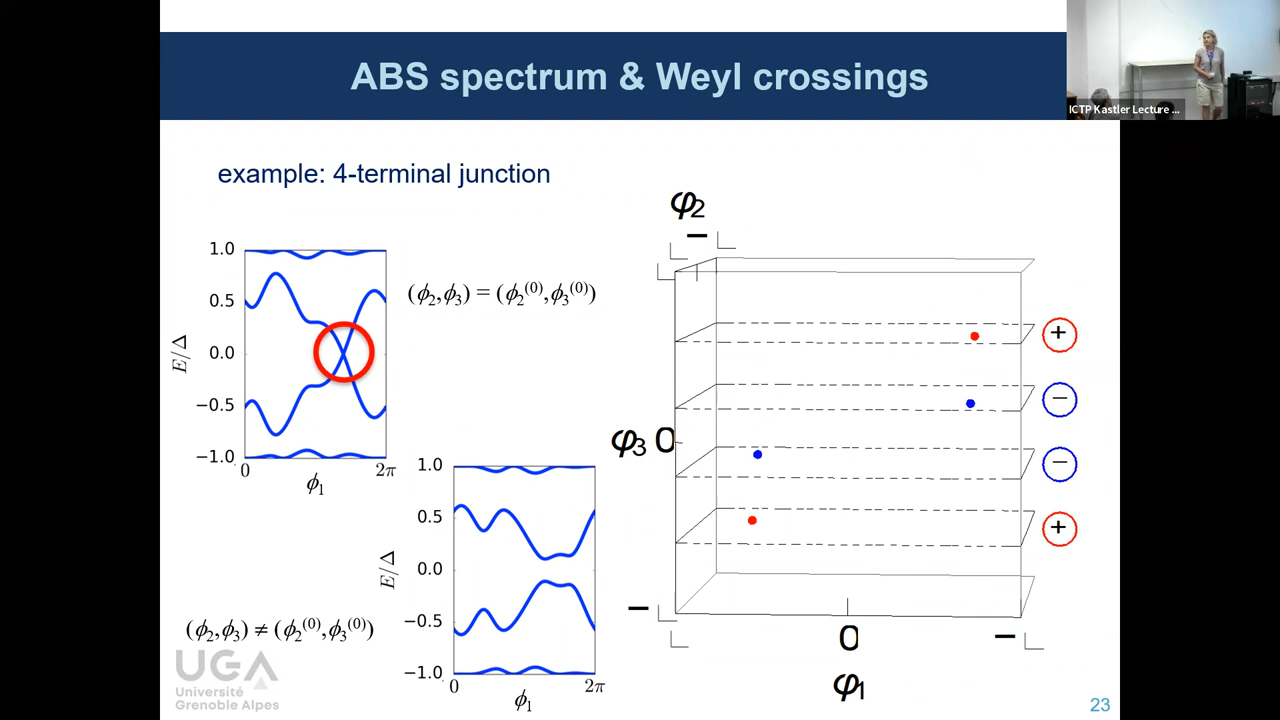 ABS spectrum & Weyl crossings
ICTP Kastler Lecture ...
example: 4-terminal junction
1.0
0.5
0.0
−0.5
−1.0
E/Δ
0
2π
ϕ₁
(ϕ₂,ϕ₃) = (ϕ₂⁽⁰⁾,ϕ₃⁽⁰⁾)
1.0
0.5
0.0
−0.5
−1.0
E/Δ
0
2π
ϕ₁
(ϕ₂,ϕ₃) ≠ (ϕ₂⁽⁰⁾,ϕ₃⁽⁰⁾)
φ₂
−
φ₃ 0
−
0
−
φ₁
+
−
−
+
UGA
Université
Grenoble Alpes
23